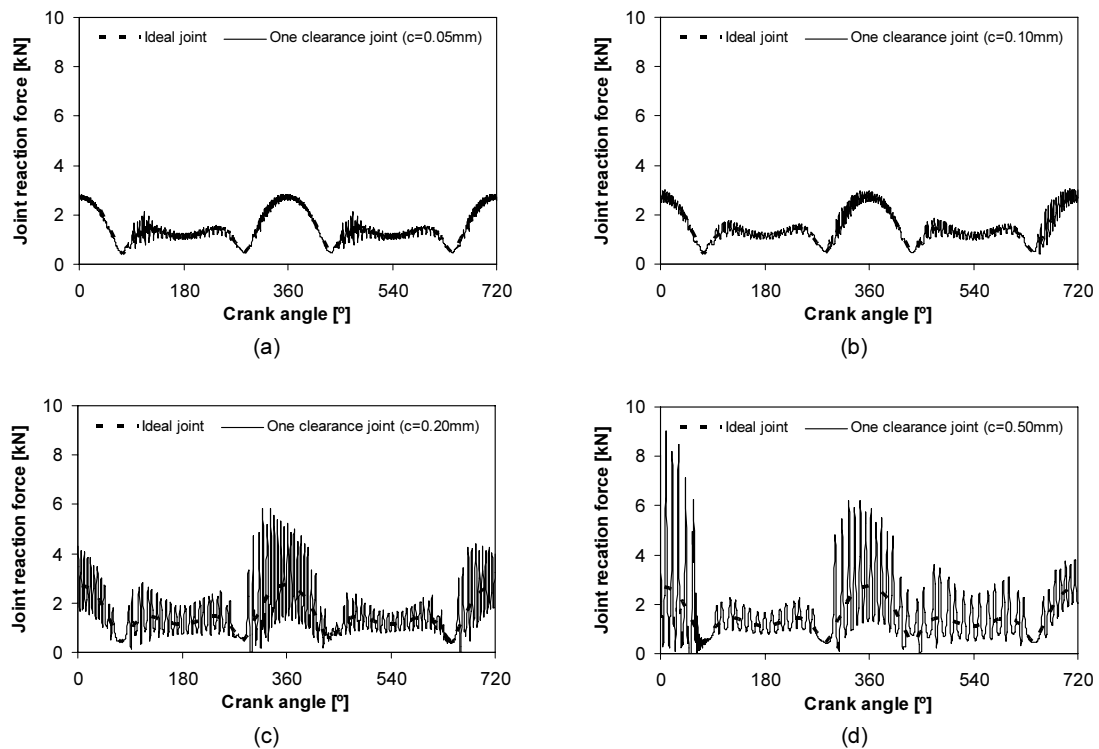 10
8
6
4
2
0
Joint reaction force [kN]
Ideal joint
One clearance joint (c=0.05mm)
0 180 360 540 720
Crank angle [º]
(a)
10
8
6
4
2
0
Joint reaction force [kN]
Ideal joint
One clearance joint (c=0.10mm)
0 180 360 540 720
Crank angle [º]
(b)
10
8
6
4
2
0
Joint reaction force [kN]
Ideal joint
One clearance joint (c=0.20mm)
0 180 360 540 720
Crank angle [º]
(c)
10
8
6
4
2
0
Joint recation force [kN]
Ideal joint
One clearance joint (c=0.50mm)
0 180 360 540 720
Crank angle [º]
(d)